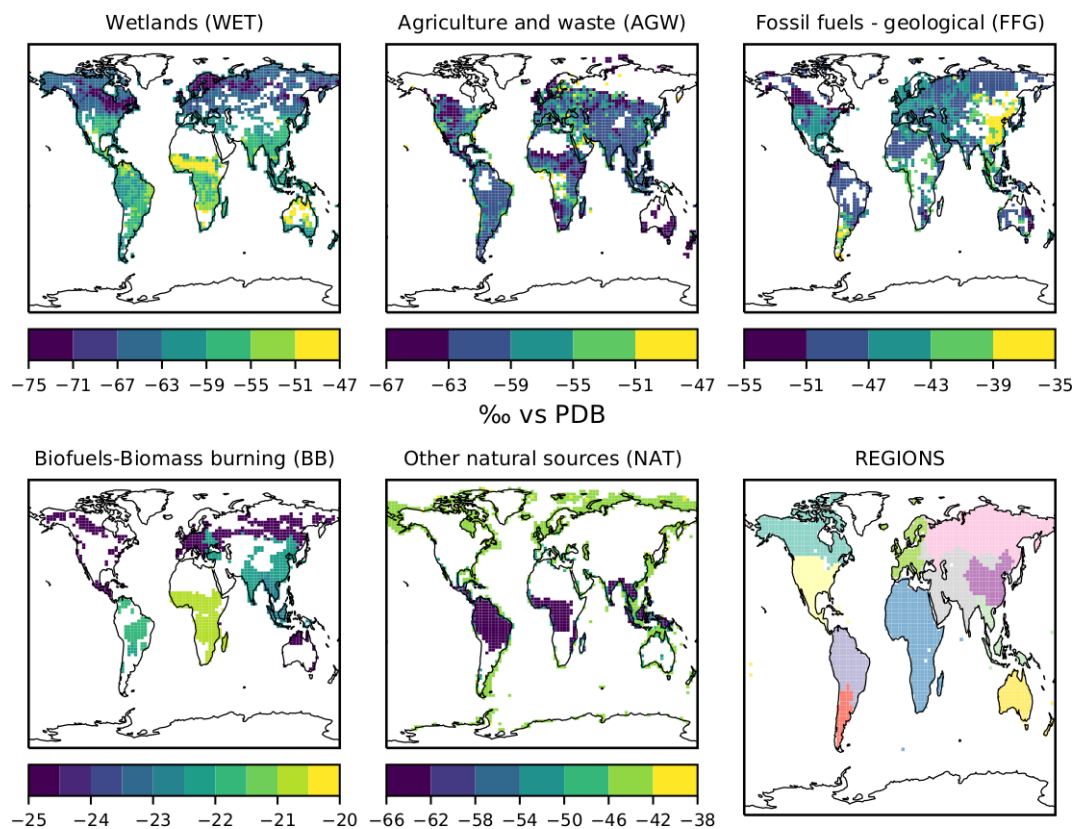 Wetlands (WET)
Agriculture and waste (AGW)
Fossil fuels - geological (FFG)
−75 −71 −67 −63 −59 −55 −51 −47
−67 −63 −59 −55 −51 −47
−55 −51 −47 −43 −39 −35
‰ vs PDB
Biofuels-Biomass burning (BB)
Other natural sources (NAT)
REGIONS
−25 −24 −23 −22 −21 −20
−66 −62 −58 −54 −50 −46 −42 −38